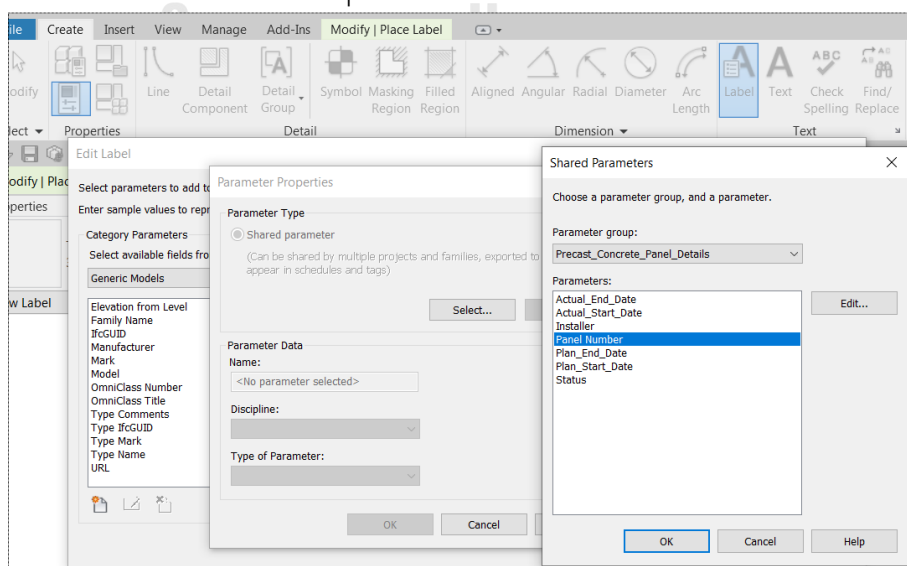 ile Create Insert View Manage Add-Ins Modify | Place Label
odify Line Detail Component Detail Group Symbol Masking Region Filled Region Aligned Angular Radial Diameter Arc Length Label Text ABC Check Spelling Find/ Replace
lect Properties Detail Dimension Text
Edit Label
odify | Plac
Select parameters to add to
Enter sample values to repr
operties
Category Parameters
Select available fields fro
Generic Models
w Label
Elevation from Level
Family Name
IfcGUID
Manufacturer
Mark
Model
OmniClass Number
OmniClass Title
Type Comments
Type IfcGUID
Type Mark
Type Name
URL
Parameter Properties
Parameter Type
Shared parameter
(Can be shared by multiple projects and families, exported to
appear in schedules and tags)
Select...
Parameter Data
Name:
<No parameter selected>
Discipline:
Type of Parameter:
OK Cancel
Shared Parameters
Choose a parameter group, and a parameter.
Parameter group:
Precast_Concrete_Panel_Details
Parameters:
Actual_End_Date
Actual_Start_Date
Installer
Panel Number
Plan_End_Date
Plan_Start_Date
Status
Edit...
OK Cancel Help